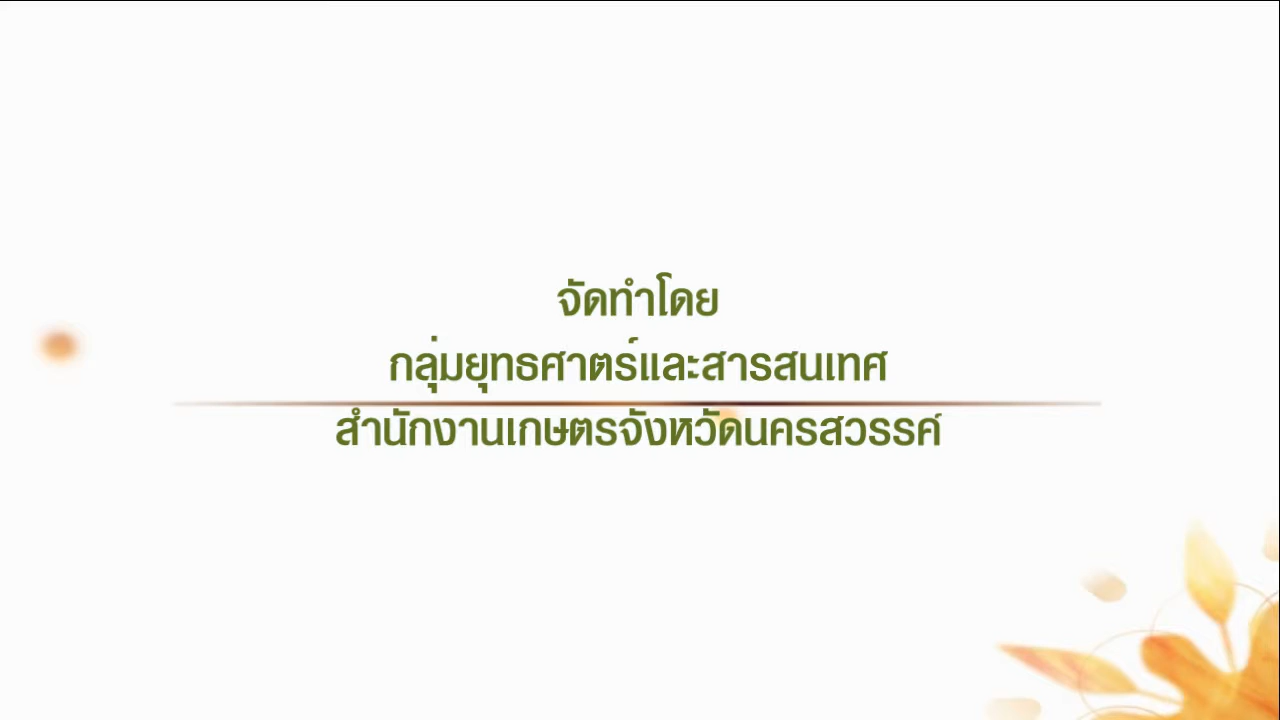 จัดทำโดย
กลุ่มยุทธศาตร์และสารสนเทศ
สำนักงานเกษตรจังหวัดนครสวรรค์